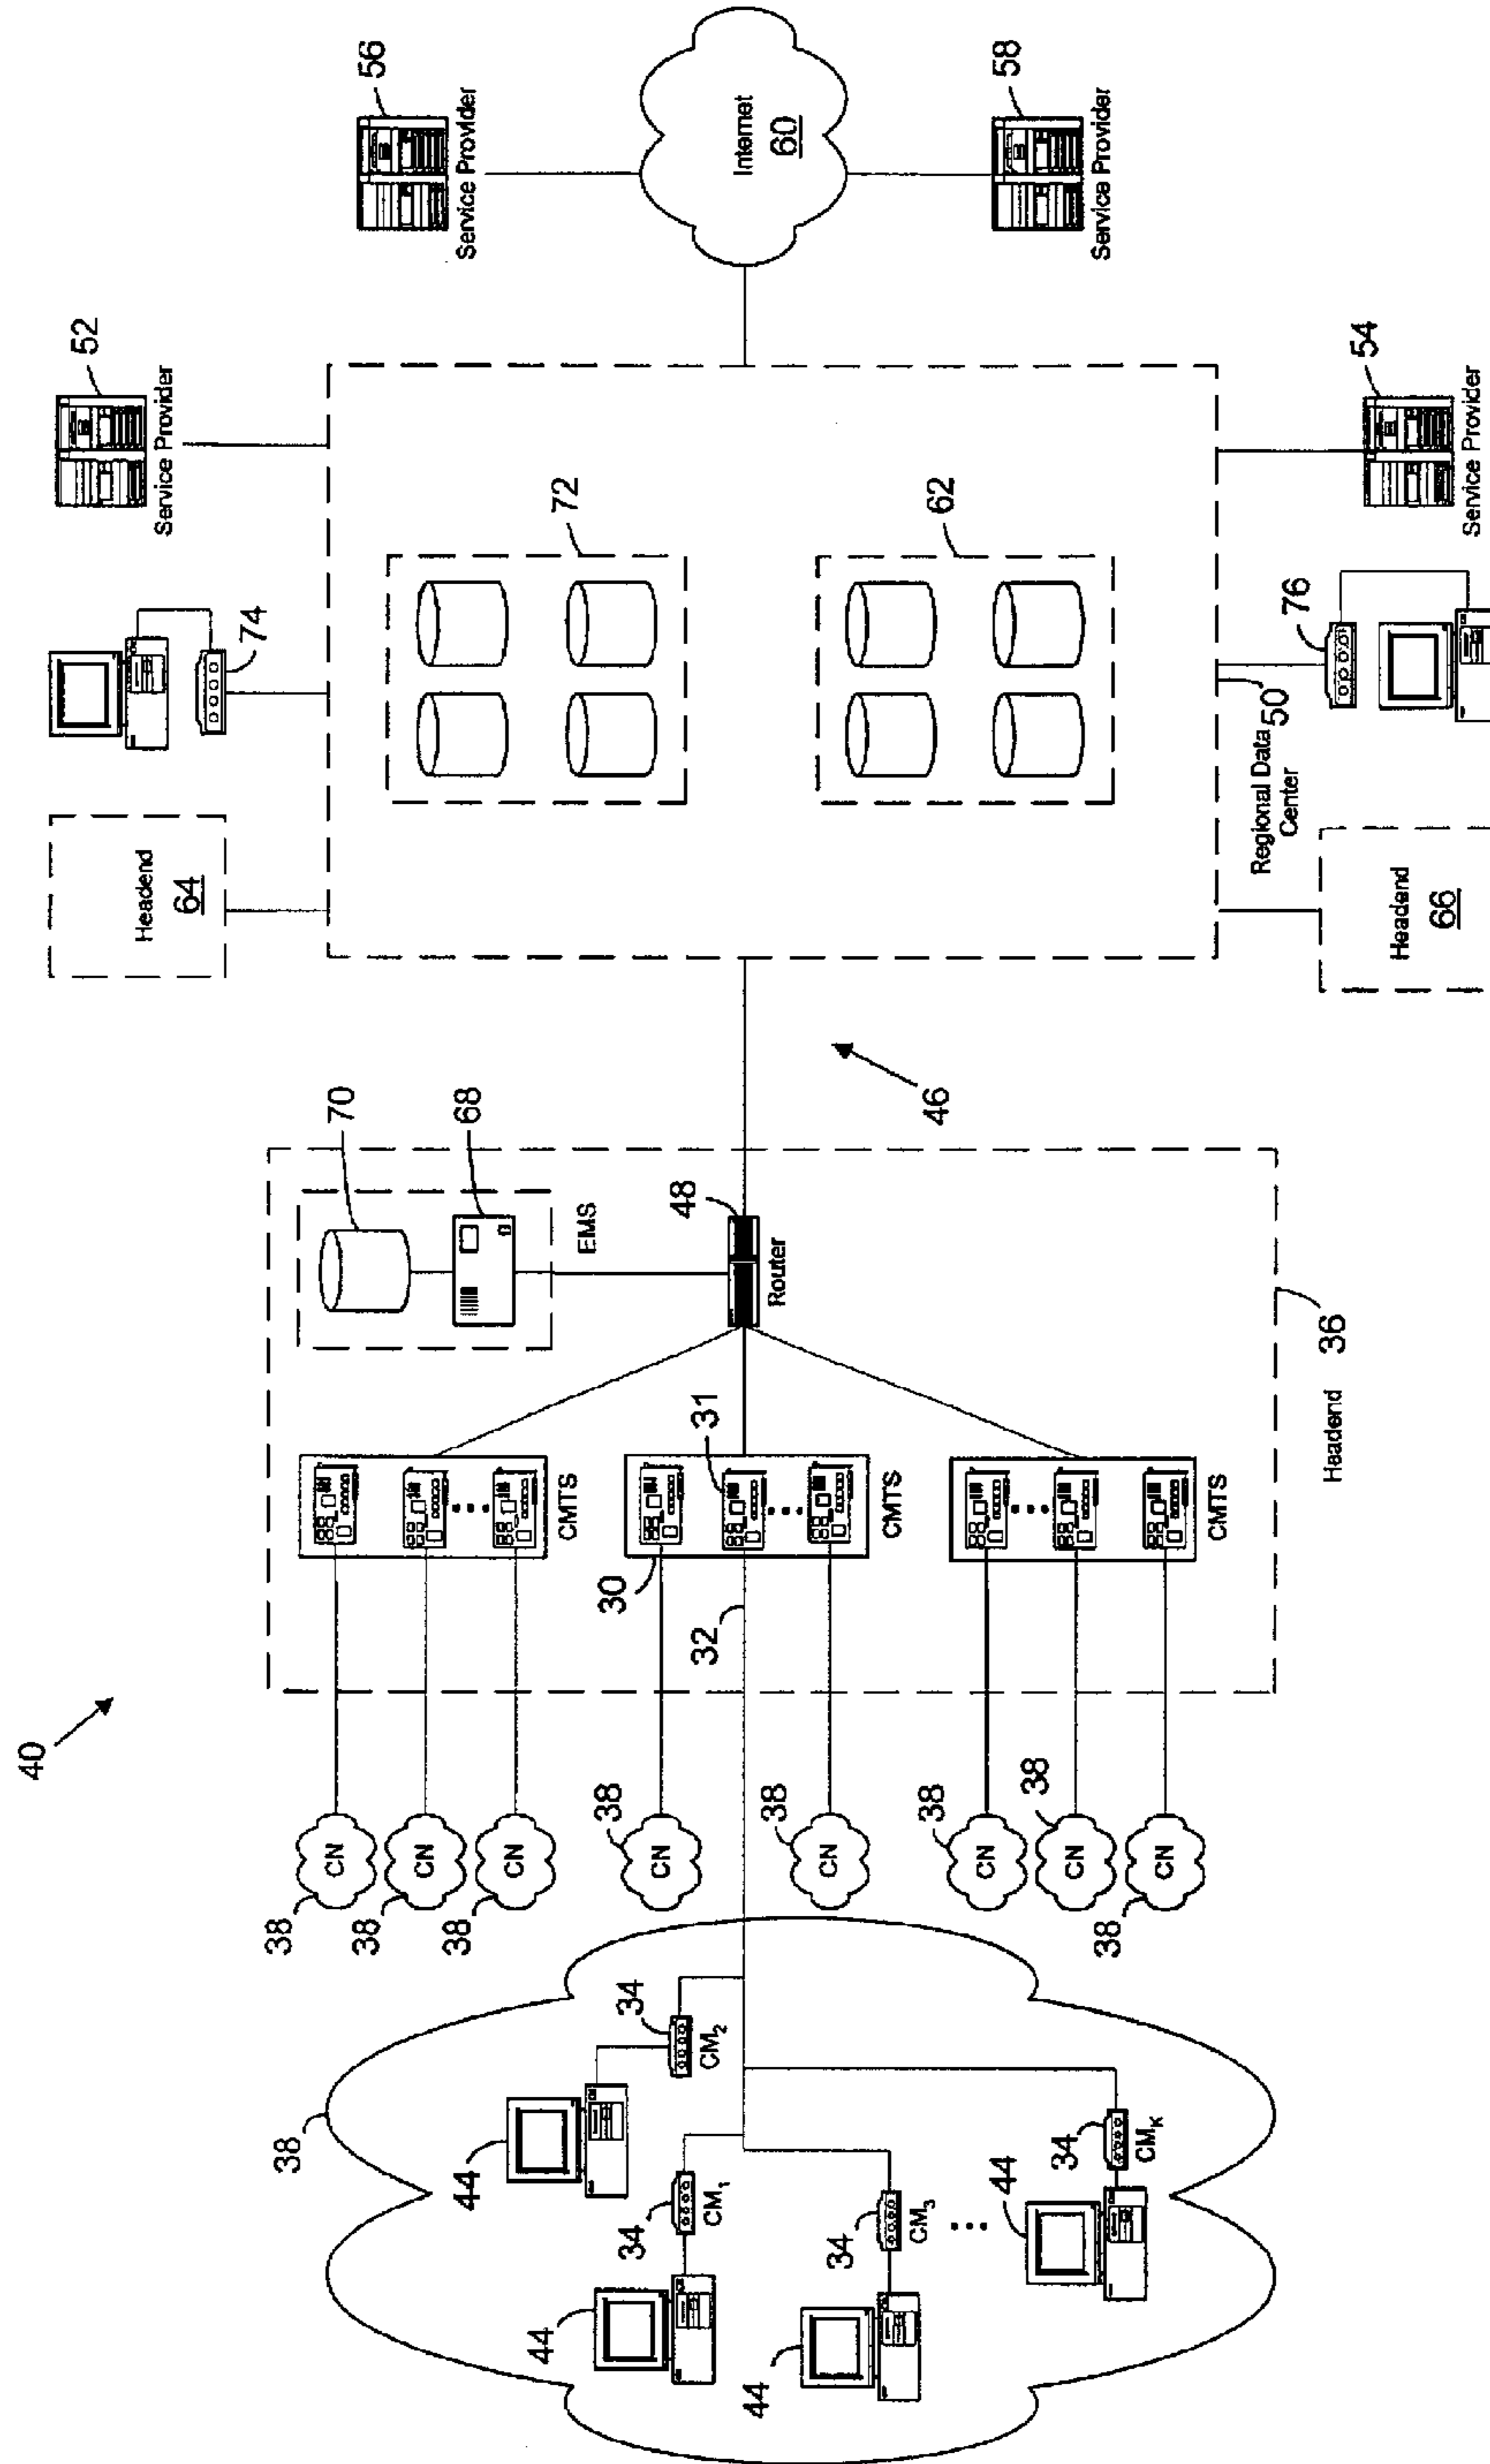 40
38
44
34
CM₁
44
34
CM₂
44
34
CM₃
44
34
CMK
38
CN
38
CN
38
CN
38
CN
38
CN
38
CN
38
CN
38
CN
32
30
31
CMTS
CMTS
CMTS
70
68
EMS
48
Router
36
Headend
46
Headend
64
Headend
66
74
76
72
62
Regional Data
Center
50
52
Service Provider
54
Service Provider
56
Service Provider
58
Service Provider
Internet
60